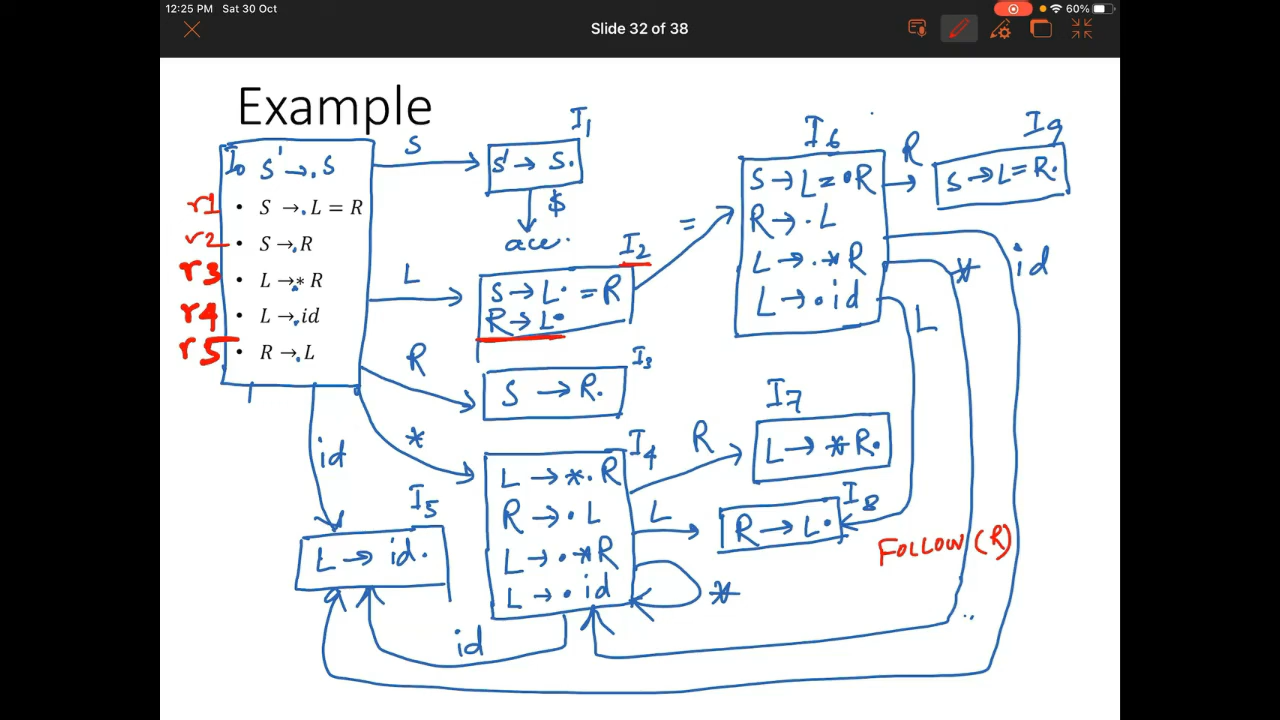 12:25 PM Sat 30 Oct
60%
Slide 32 of 38
Example
I0 S' → .S
r1 • S → .L = R
r2 • S → .R
r3 • L → .* R
r4 • L → .id
r5 • R → .L
S
I1
S' → S.
$
acc.
L
I2
S → L. = R
R → L.
=
R
I3
S → R.
*
I4
L → *.R
R → .L
L → .*R
L → .id
id
I5
L → id.
I6
S → L = .R
R → .L
L → .*R
L → .id
R
I9
S → L = R.
*
id
L
R
I7
L → *R.
L
I8
R → L.
FOLLOW (R)
*
id